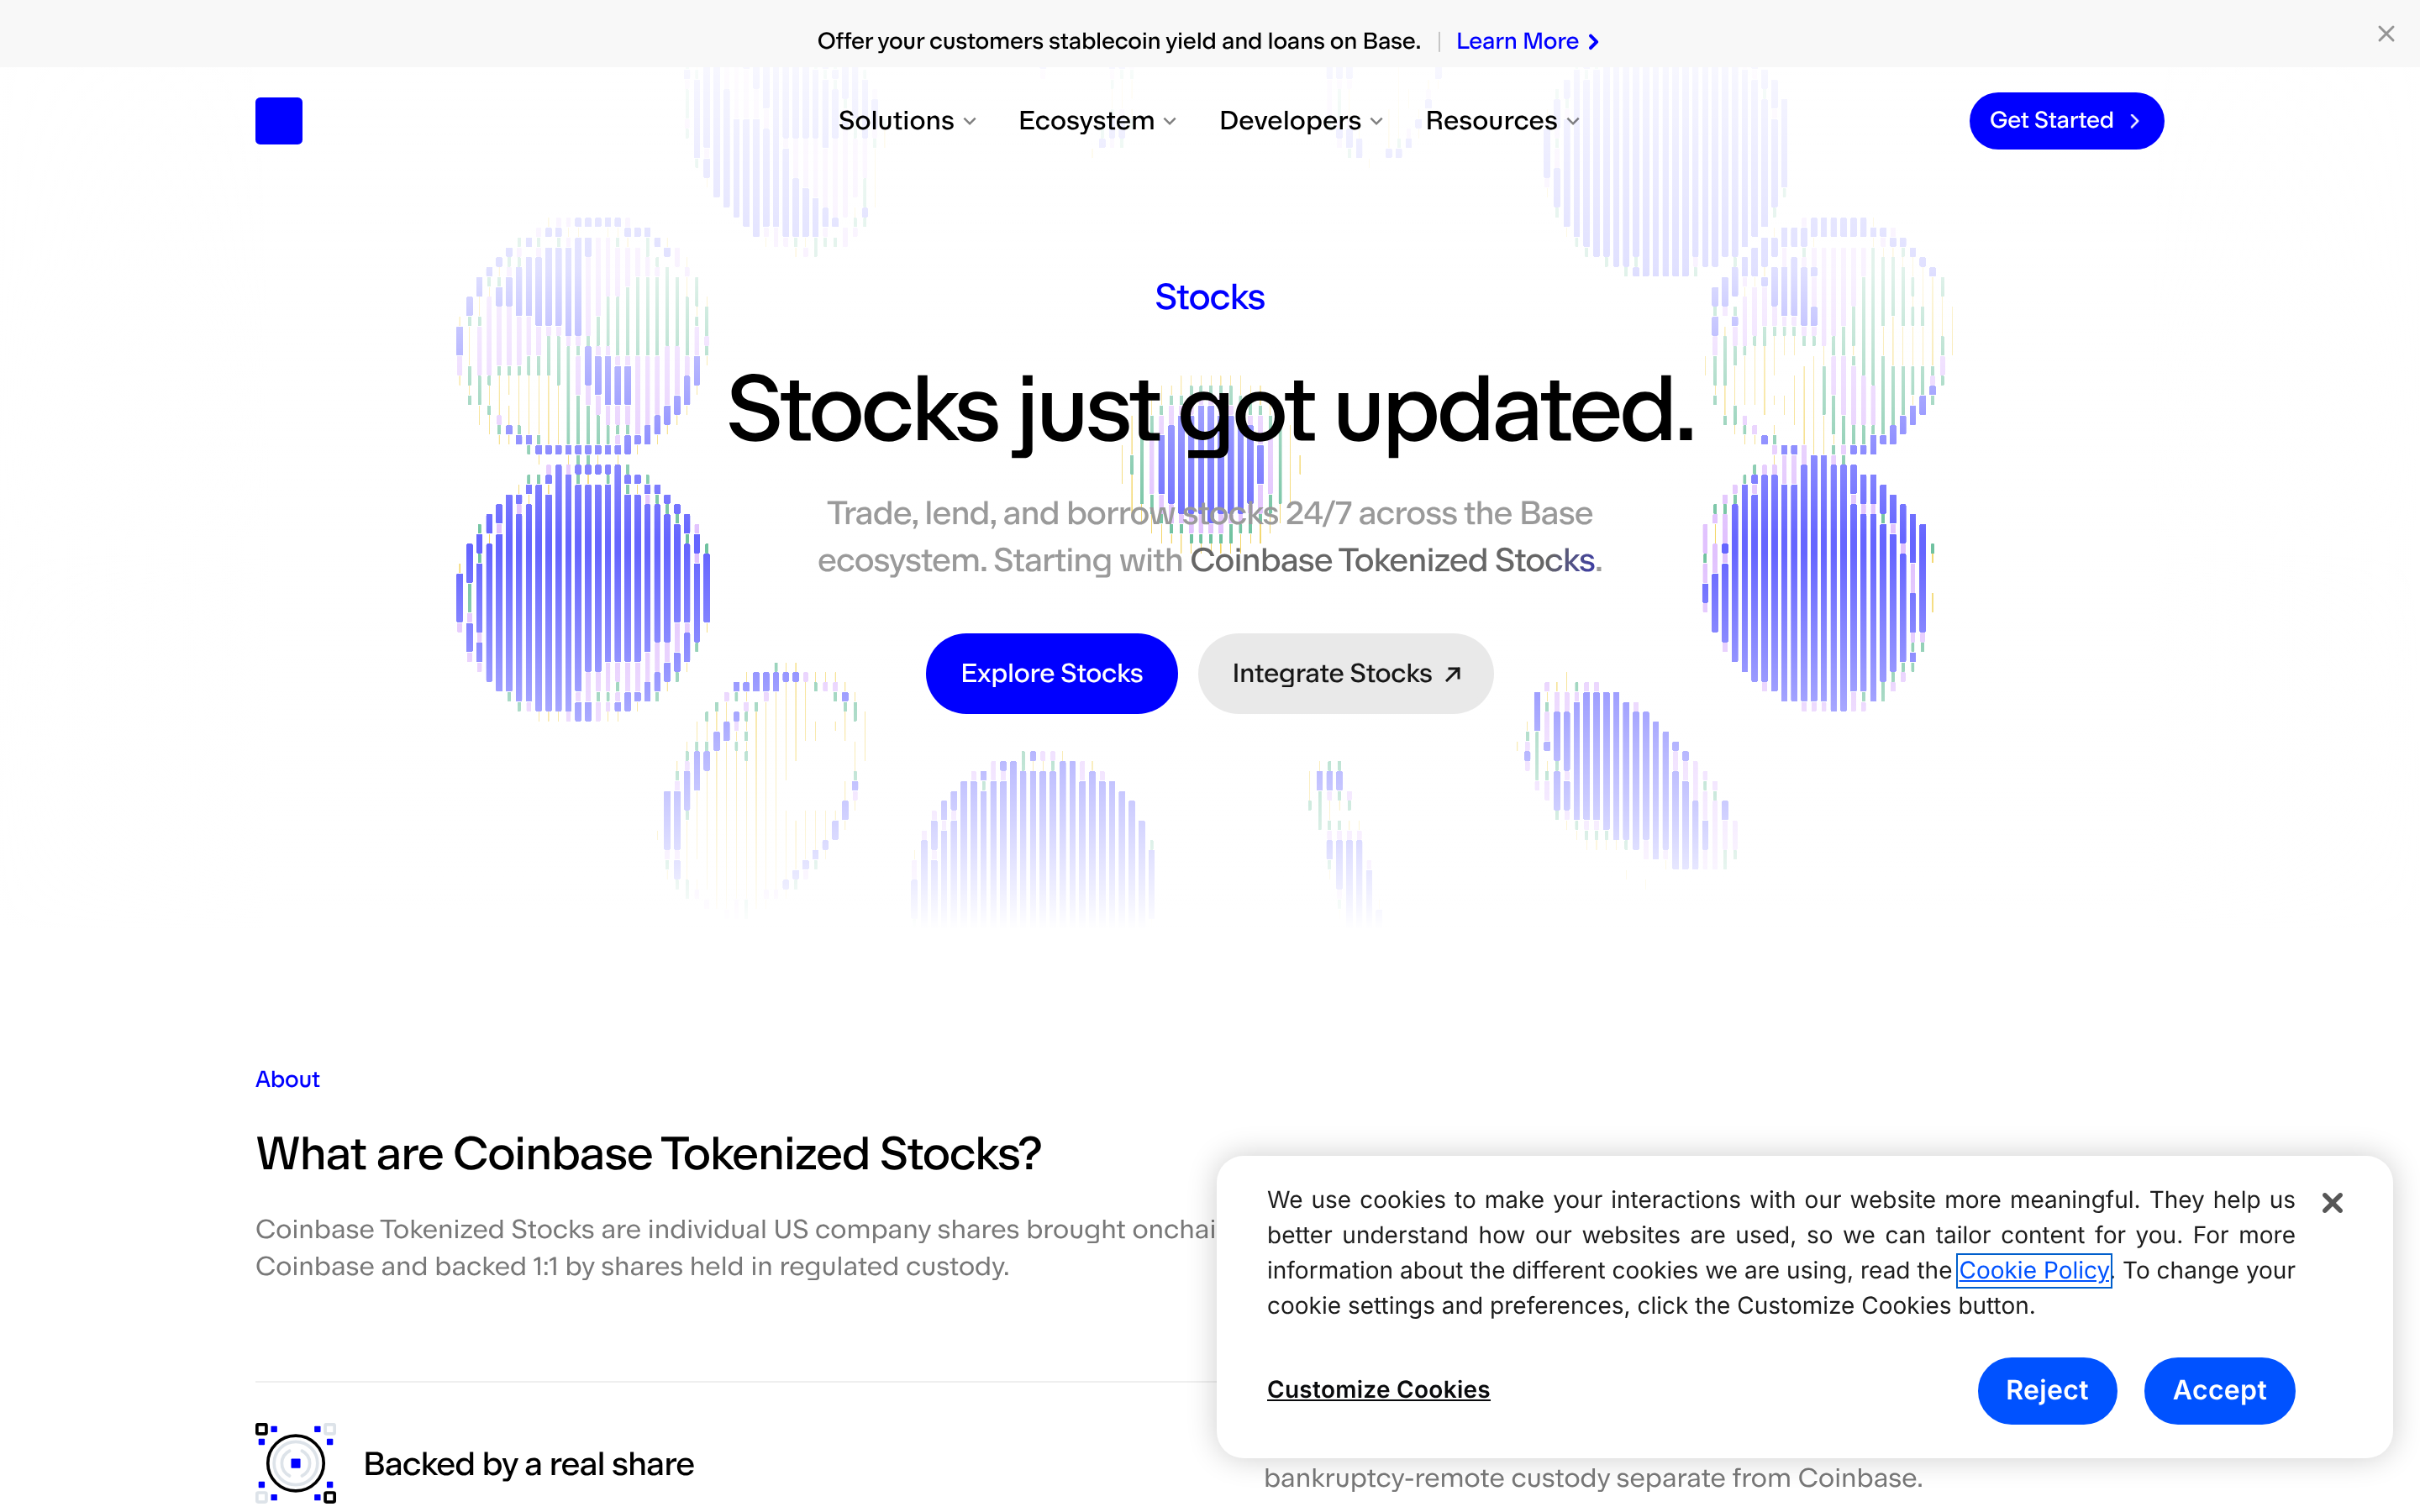 Offer your customers stablecoin yield and loans on Base. Learn More
Solutions Ecosystem Developers Resources Get Started
Stocks
Stocks just got updated.
Trade, lend, and borrow stocks 24/7 across the Base
ecosystem. Starting with Coinbase Tokenized Stocks.
Explore Stocks Integrate Stocks
About
What are Coinbase Tokenized Stocks?
Coinbase Tokenized Stocks are individual US company shares brought
Coinbase and backed 1:1 by shares held in regulated custody.
Backed by a real share
bankruptcy-remote custody separate from Coinbase.
We use cookies to make your interactions with our website more meaningful. They help us
better understand how our websites are used, so we can tailor content for you. For more
information about the different cookies we are using, read the Cookie Policy. To change your
cookie settings and preferences, click the Customize Cookies button.
Customize Cookies Reject Accept